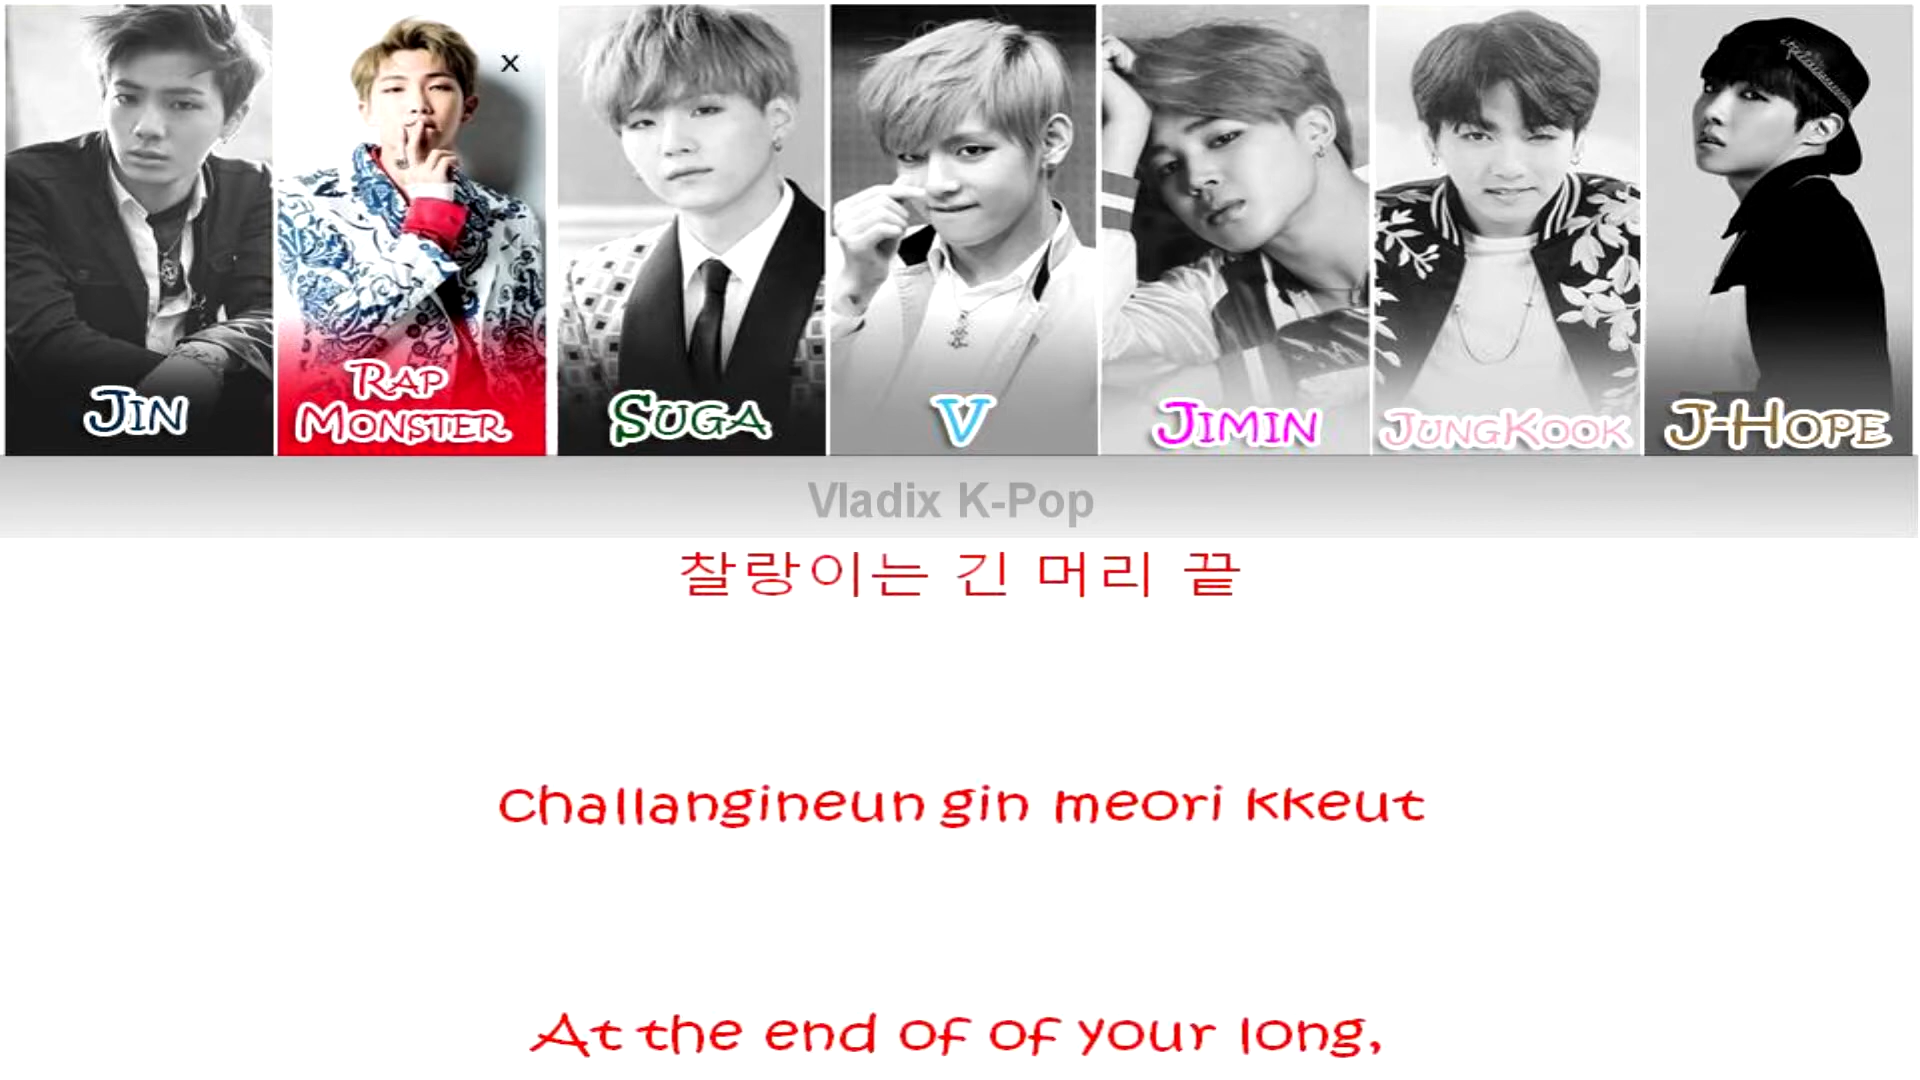 x
Jin
Rap
Monster
Suga
V
Jimin
JungKook
J-Hope
Vladix K-Pop
찰랑이는 긴 머리 끝
Challangineun gin meori kkeut
At the end of of your long,